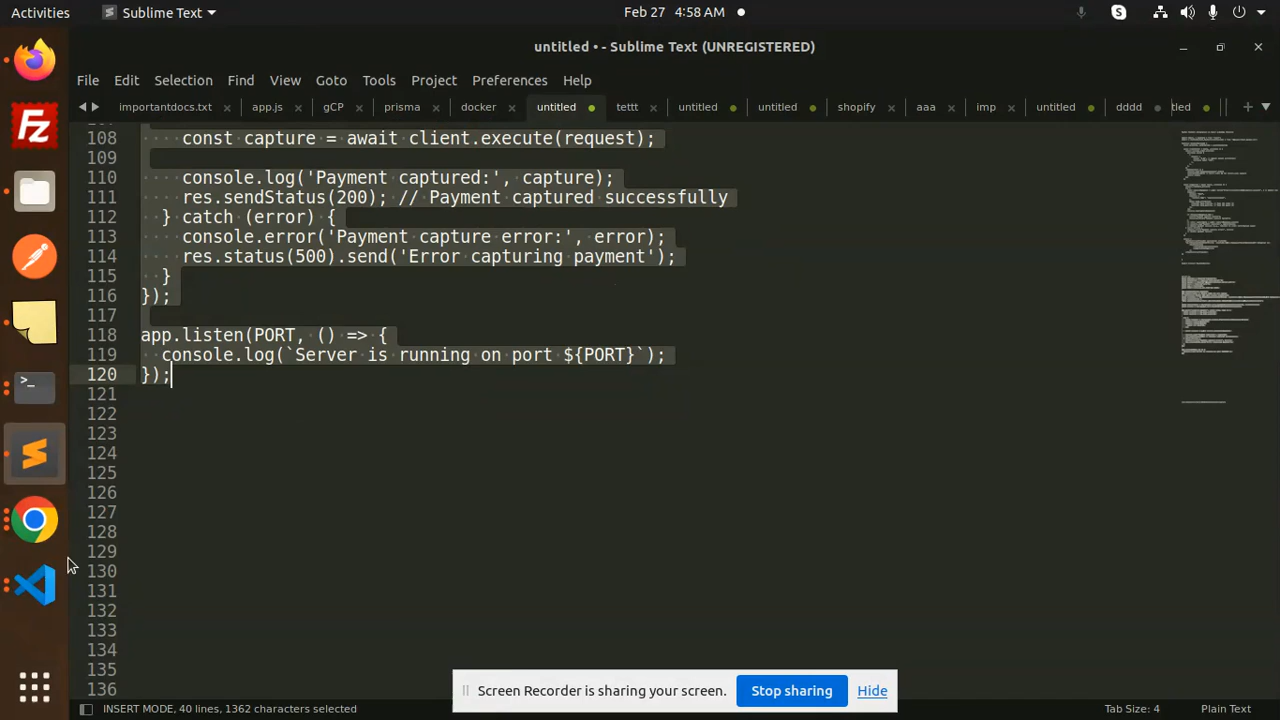 Activities
Sublime Text
Feb 27 4:58 AM
untitled • - Sublime Text (UNREGISTERED)
File Edit Selection Find View Goto Tools Project Preferences Help
importantdocs.txt app.js gCP prisma docker untitled tettt untitled untitled shopify aaa imp untitled dddd tled
108 const capture = await client.execute(request);
109
110 console.log('Payment captured:', capture);
111 res.sendStatus(200); // Payment captured successfully
112 } catch (error) {
113 console.error('Payment capture error:', error);
114 res.status(500).send('Error capturing payment');
115 }
116 });
117
118 app.listen(PORT, () => {
119 console.log(`Server is running on port ${PORT}`);
120 });
121
122
123
124
125
126
127
128
129
130
131
132
133
134
135
136
Screen Recorder is sharing your screen. Stop sharing Hide
INSERT MODE, 40 lines, 1362 characters selected
Tab Size: 4
Plain Text